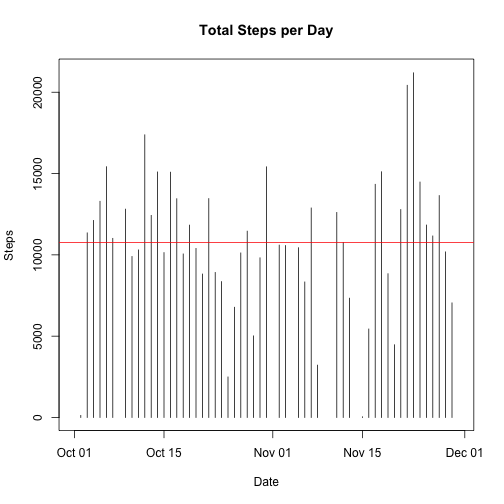 Total Steps per Day
Steps
20000
15000
10000
5000
0
Oct 01 Oct 15 Nov 01 Nov 15 Dec 01
Date